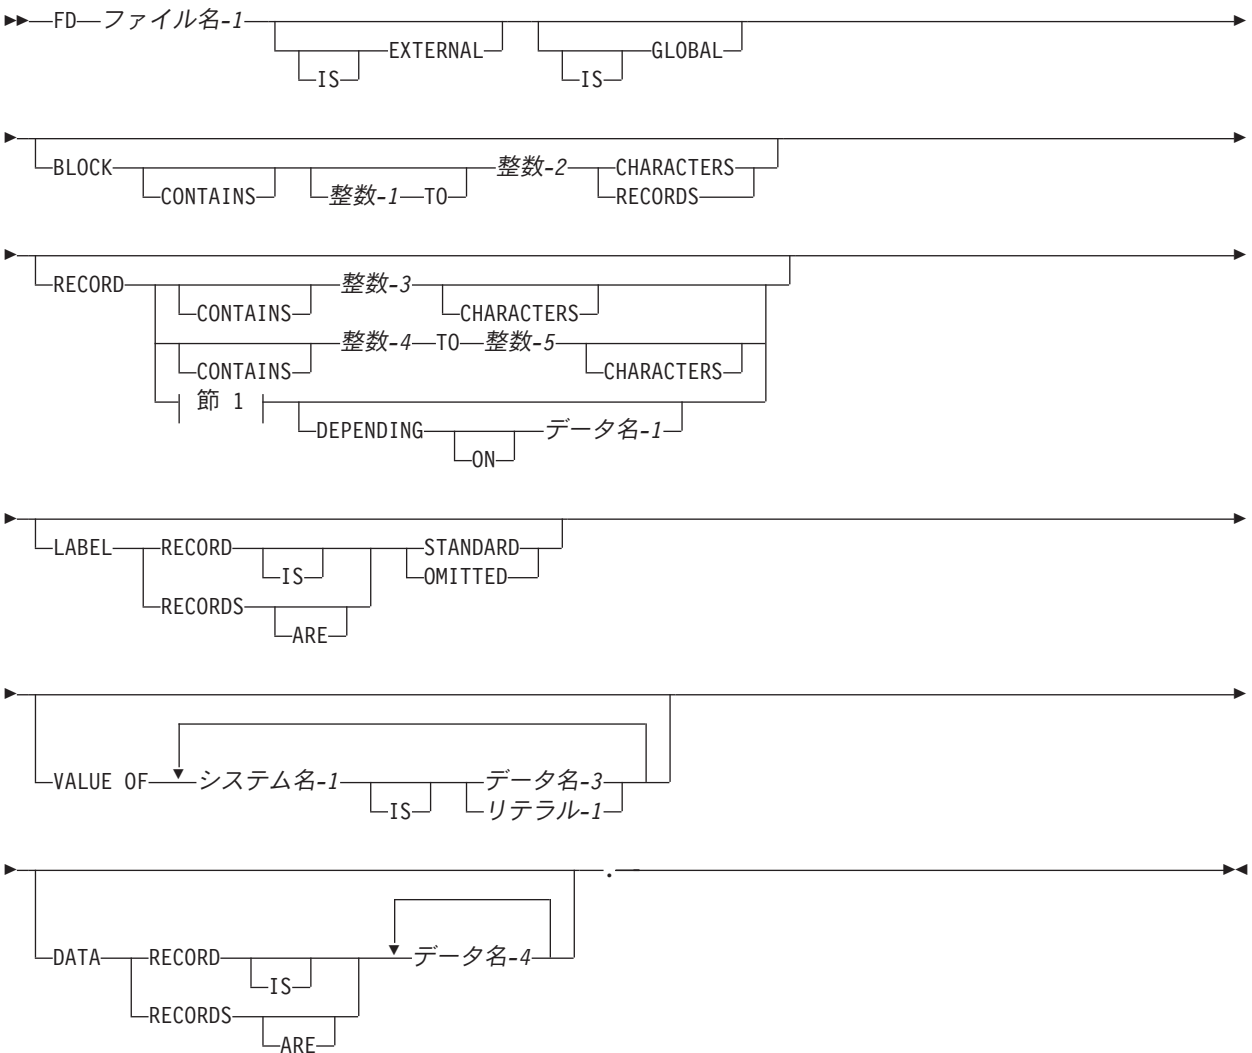 FD ファイル名-1 EXTERNAL GLOBAL
IS IS
BLOCK 整数-2 CHARACTERS
CONTAINS 整数-1 TO RECORDS
RECORD 整数-3
CONTAINS CHARACTERS
整数-4 TO 整数-5
CONTAINS CHARACTERS
節 1
DEPENDING データ名-1
ON
LABEL RECORD STANDARD
IS OMITTED
RECORDS
ARE
VALUE OF システム名-1 データ名-3
IS リテラル-1
.
DATA RECORD データ名-4
IS
RECORDS
ARE